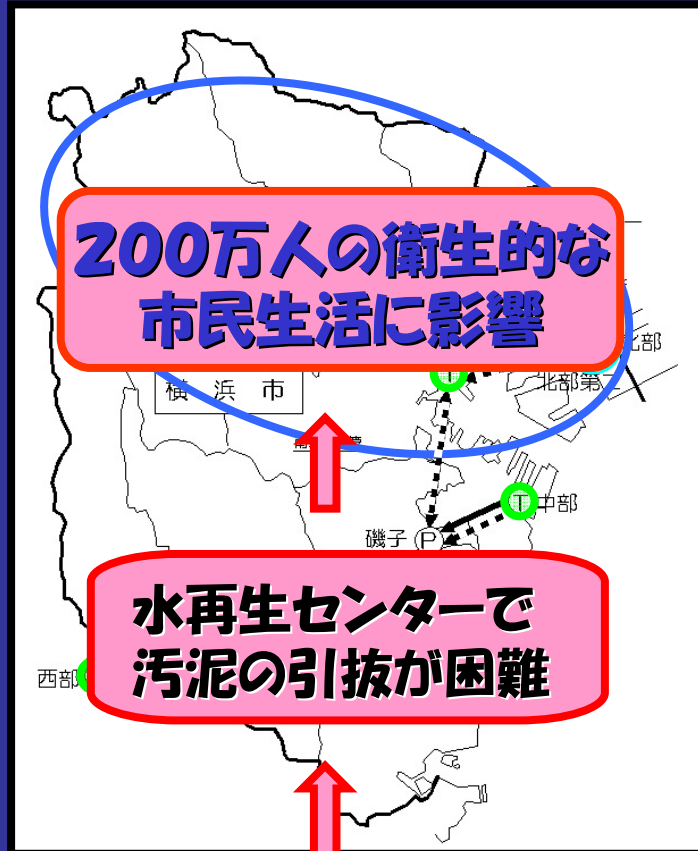 200万人の衛生的な
市民生活に影響
北部
北部第二
横浜市
T
T 中部
磯子 P
水再生センターで
汚泥の引抜が困難
西部